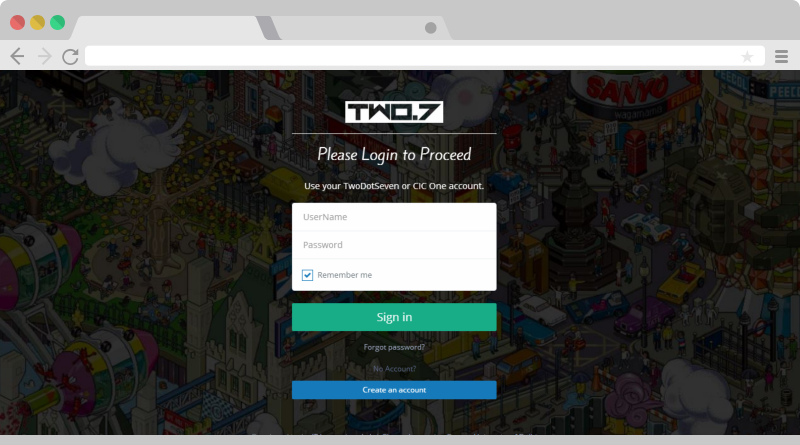 SANYO
TWO.7
Please Login to Proceed
Use your TwoDotSeven or CIC One account.
UserName
Password
Remember me
Sign in
Forgot password?
No Account?
Create an account